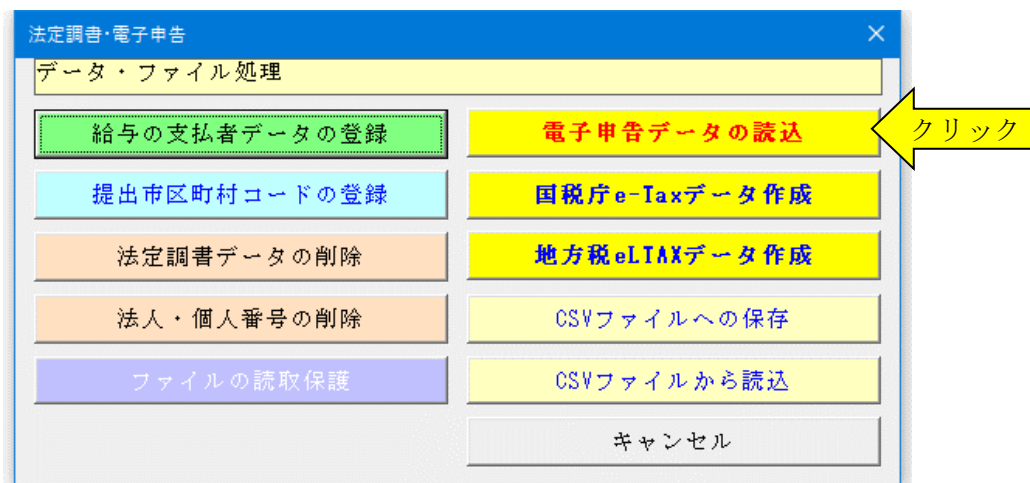 法定調書･電子申告
データ・ファイル処理
給与の支払者データの登録
電子申告データの読込
クリック
提出市区町村コードの登録
国税庁e-Taxデータ作成
法定調書データの削除
地方税eLTAXデータ作成
法人・個人番号の削除
CSVファイルへの保存
ファイルの読取保護
CSVファイルから読込
キャンセル